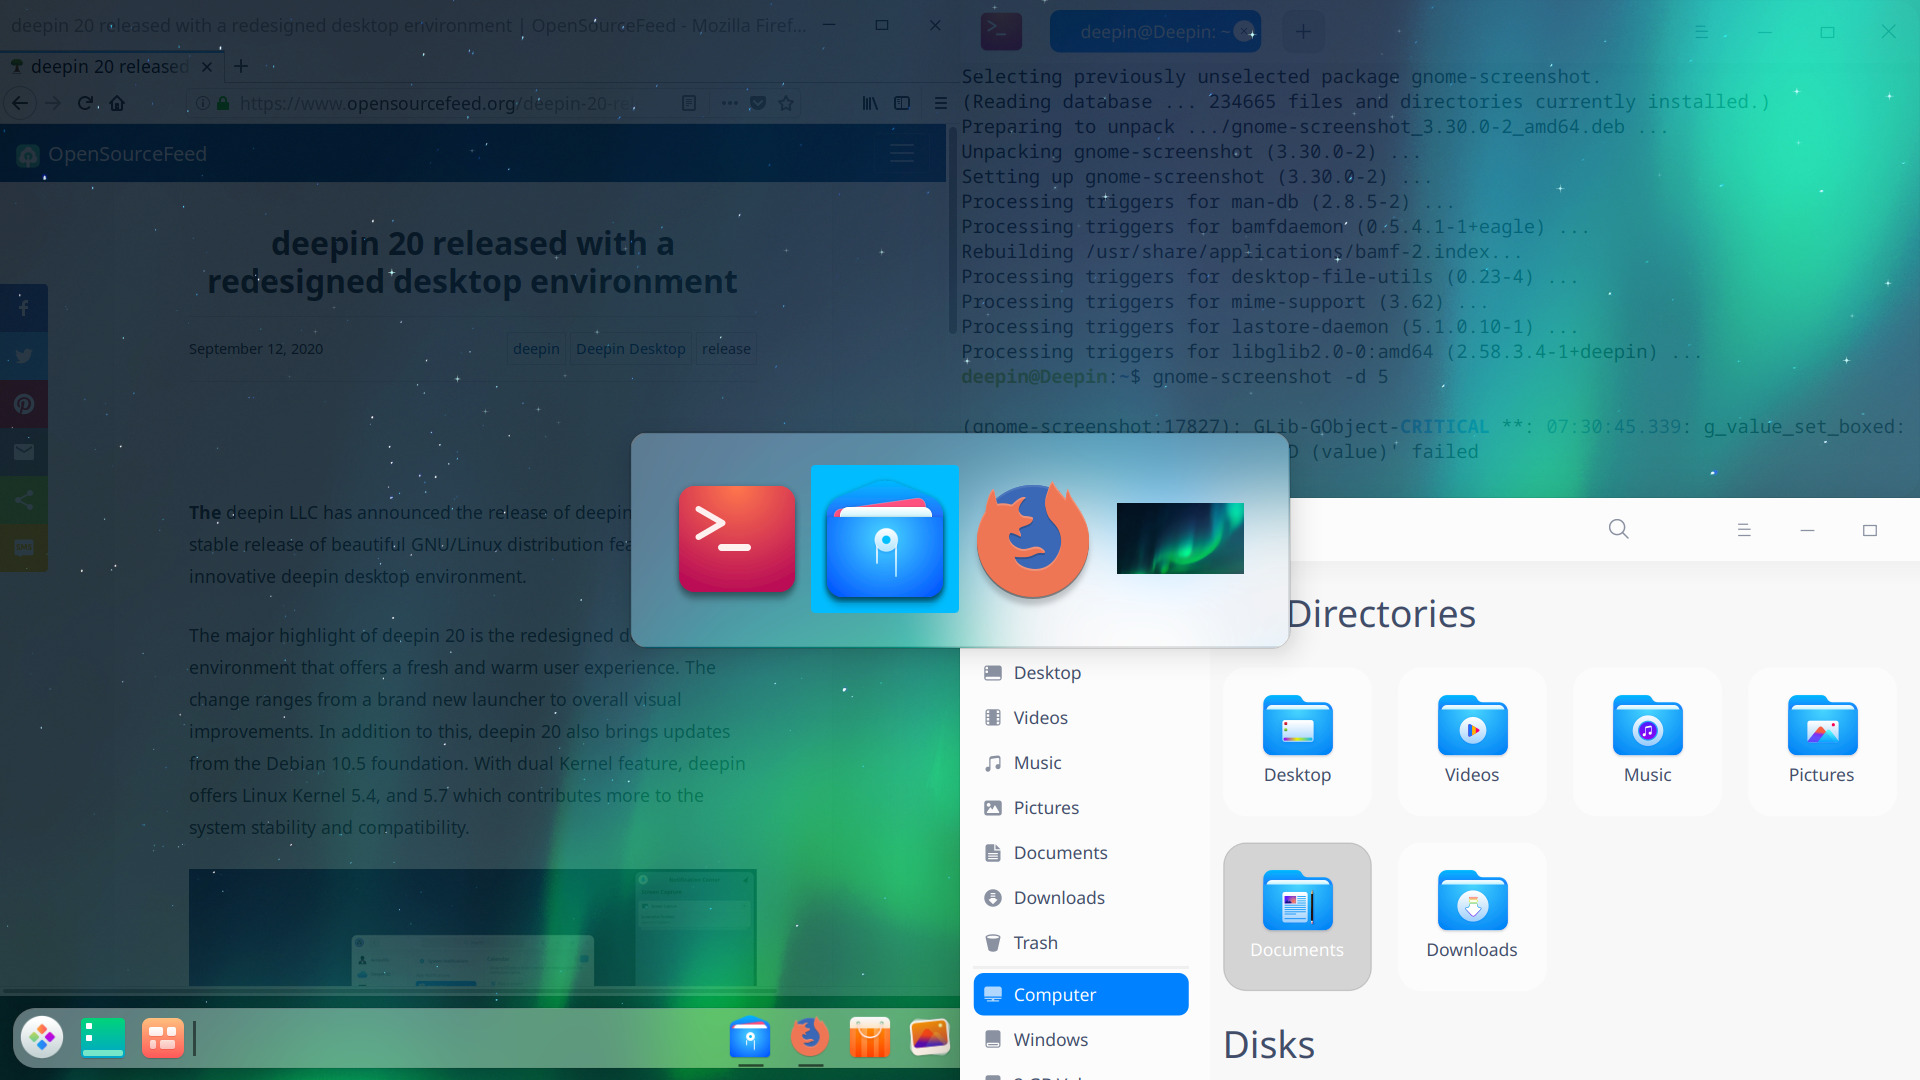 deepin 20 released with a redesigned desktop environment | OpenSourceFeed - Mozilla Firef...
deepin 20 released
https://www.opensourcefeed.org/deepin-20-re
OpenSourceFeed
deepin 20 released with a
redesigned desktop environment
September 12, 2020
deepin
Deepin Desktop
release
The deepin LLC has announced the release of deepin
stable release of beautiful GNU/Linux distribution fea
innovative deepin desktop environment.
The major highlight of deepin 20 is the redesigned d
environment that offers a fresh and warm user experience. The
change ranges from a brand new launcher to overall visual
improvements. In addition to this, deepin 20 also brings updates
from the Debian 10.5 foundation. With dual Kernel feature, deepin
offers Linux Kernel 5.4, and 5.7 which contributes more to the
system stability and compatibility.
deepin@Deepin: ~
Selecting previously unselected package gnome-screenshot.
(Reading database ... 234665 files and directories currently installed.)
Preparing to unpack .../gnome-screenshot_3.30.0-2_amd64.deb ...
Unpacking gnome-screenshot (3.30.0-2) ...
Setting up gnome-screenshot (3.30.0-2) ...
Processing triggers for man-db (2.8.5-2) ...
Processing triggers for bamfdaemon (0.5.4.1-1+eagle) ...
Rebuilding /usr/share/applications/bamf-2.index...
Processing triggers for desktop-file-utils (0.23-4) ...
Processing triggers for mime-support (3.62) ...
Processing triggers for lastore-daemon (5.1.0.10-1) ...
Processing triggers for libglib2.0-0:amd64 (2.58.3.4-1+deepin) ...
deepin@Deepin:~$ gnome-screenshot -d 5
(gnome-screenshot:17827): GLib-GObject-CRITICAL **: 07:30:45.339: g_value_set_boxed:
D (value)' failed
Desktop
Videos
Music
Pictures
Documents
Downloads
Trash
Computer
Windows
Directories
Desktop
Videos
Music
Pictures
Documents
Downloads
Disks